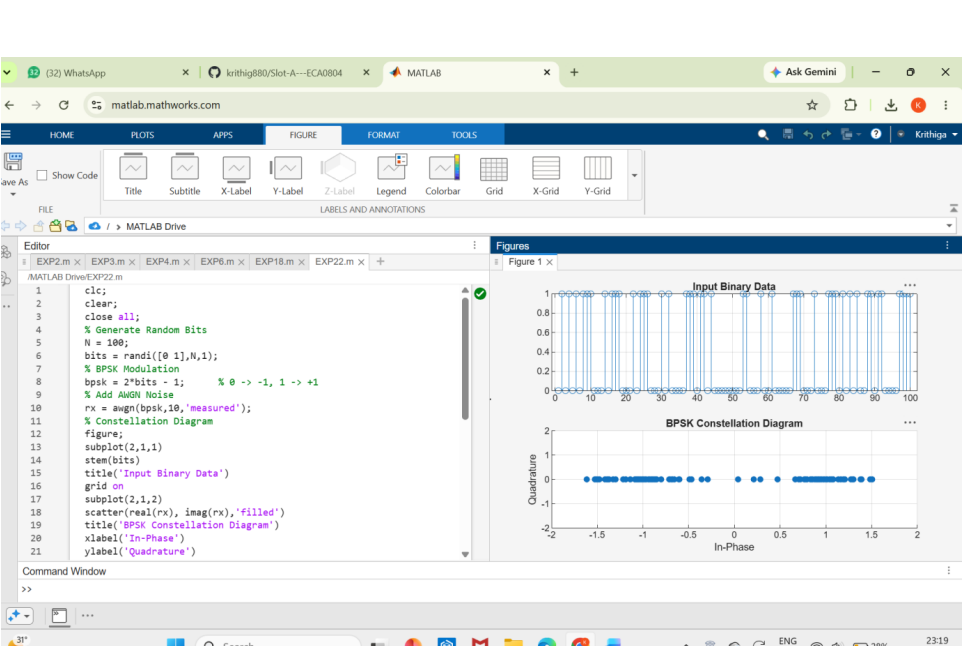 (32) WhatsApp
krithig880/Slot-A---ECA0804
MATLAB
Ask Gemini
matlab.mathworks.com
K
HOME PLOTS APPS FIGURE FORMAT TOOLS
Krithiga
Save As
Show Code
Title Subtitle X-Label Y-Label Z-Label Legend Colorbar Grid X-Grid Y-Grid
FILE LABELS AND ANNOTATIONS
/ > MATLAB Drive
Editor
EXP2.m × EXP3.m × EXP4.m × EXP6.m × EXP18.m × EXP22.m × +
/MATLAB Drive/EXP22.m
1 clc;
2 clear;
3 close all;
4 % Generate Random Bits
5 N = 100;
6 bits = randi([0 1],N,1);
7 % BPSK Modulation
8 bpsk = 2*bits - 1; % 0 -> -1, 1 -> +1
9 % Add AWGN Noise
10 rx = awgn(bpsk,10,'measured');
11 % Constellation Diagram
12 figure;
13 subplot(2,1,1)
14 stem(bits)
15 title('Input Binary Data')
16 grid on
17 subplot(2,1,2)
18 scatter(real(rx), imag(rx),'filled')
19 title('BPSK Constellation Diagram')
20 xlabel('In-Phase')
21 ylabel('Quadrature')
Figures
Figure 1 ×
Input Binary Data
1
0.8
0.6
0.4
0.2
0
0 10 20 30 40 50 60 70 80 90 100
BPSK Constellation Diagram
Quadrature
2
1
0
-1
-2
-2 -1.5 -1 -0.5 0 0.5 1 1.5 2
In-Phase
Command Window
>>
31°
Search
ENG
23:19